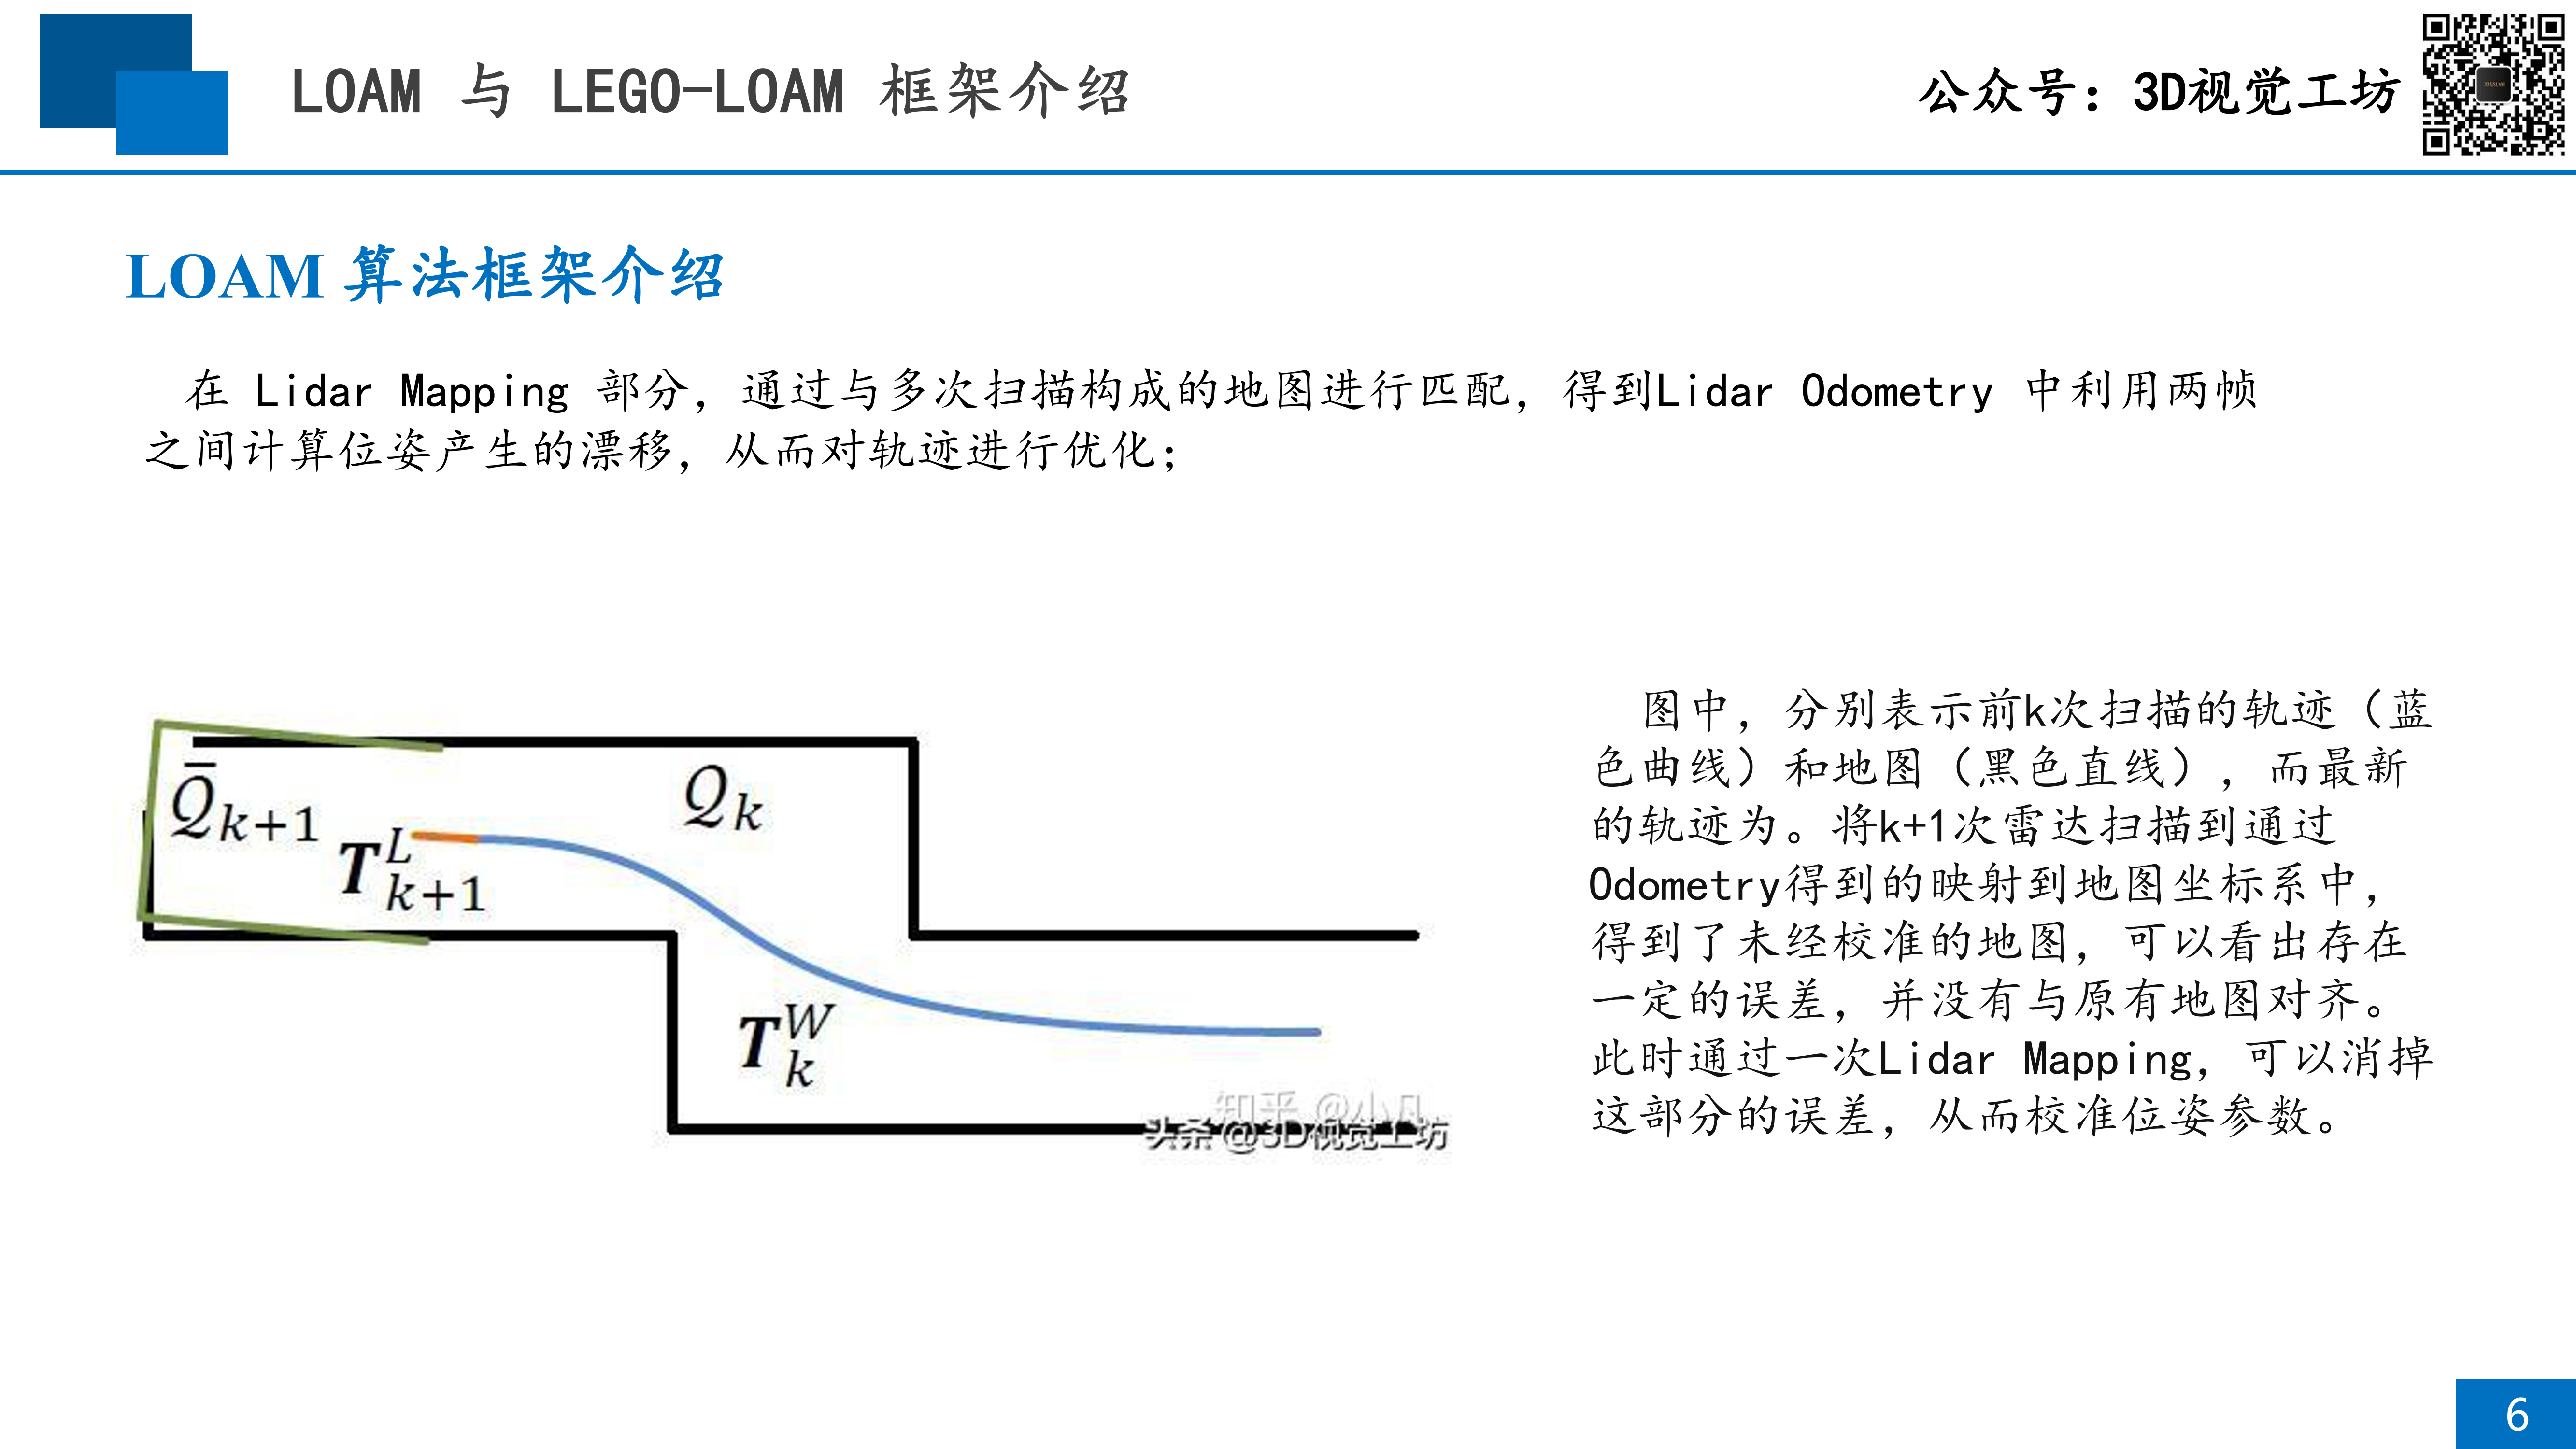 LOAM 与 LEGO-LOAM 框架介绍
公众号：3D视觉工坊
LOAM 算法框架介绍
在 Lidar Mapping 部分，通过与多次扫描构成的地图进行匹配，得到Lidar Odometry 中利用两帧
之间计算位姿产生的漂移，从而对轨迹进行优化；
Q̄k+1
Qk
T^L_k+1
T^W_k
知乎 @小凡
头条 @3D视觉工坊
图中，分别表示前k次扫描的轨迹（蓝
色曲线）和地图（黑色直线），而最新
的轨迹为。将k+1次雷达扫描到通过
Odometry得到的映射到地图坐标系中，
得到了未经校准的地图，可以看出存在
一定的误差，并没有与原有地图对齐。
此时通过一次Lidar Mapping，可以消掉
这部分的误差，从而校准位姿参数。
6